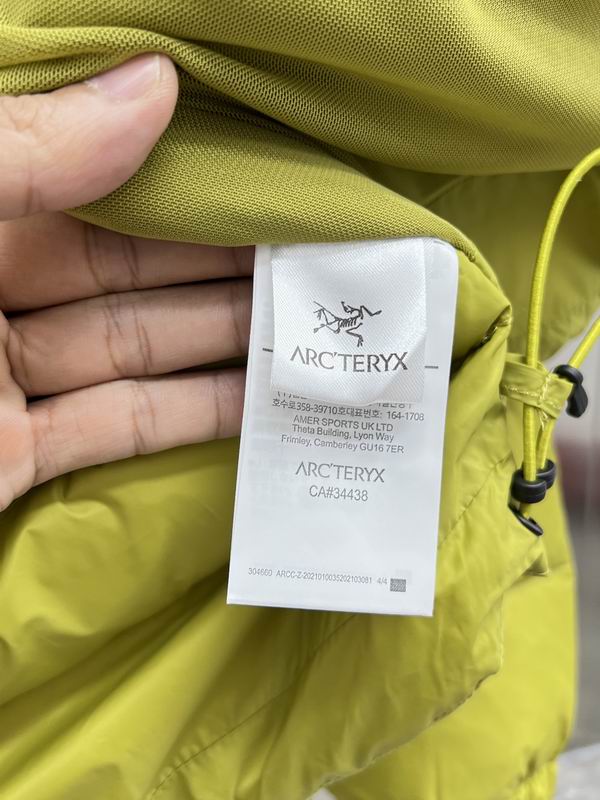 ARC'TERYX
호수로358-39710호대표번호: 164-1708
AMER SPORTS UK LTD
Theta Building, Lyon Way
Frimley, Camberley GU16 7ER
ARC'TERYX
CA#34438
304660 ARCC-Z-2021010035202103081 4/4